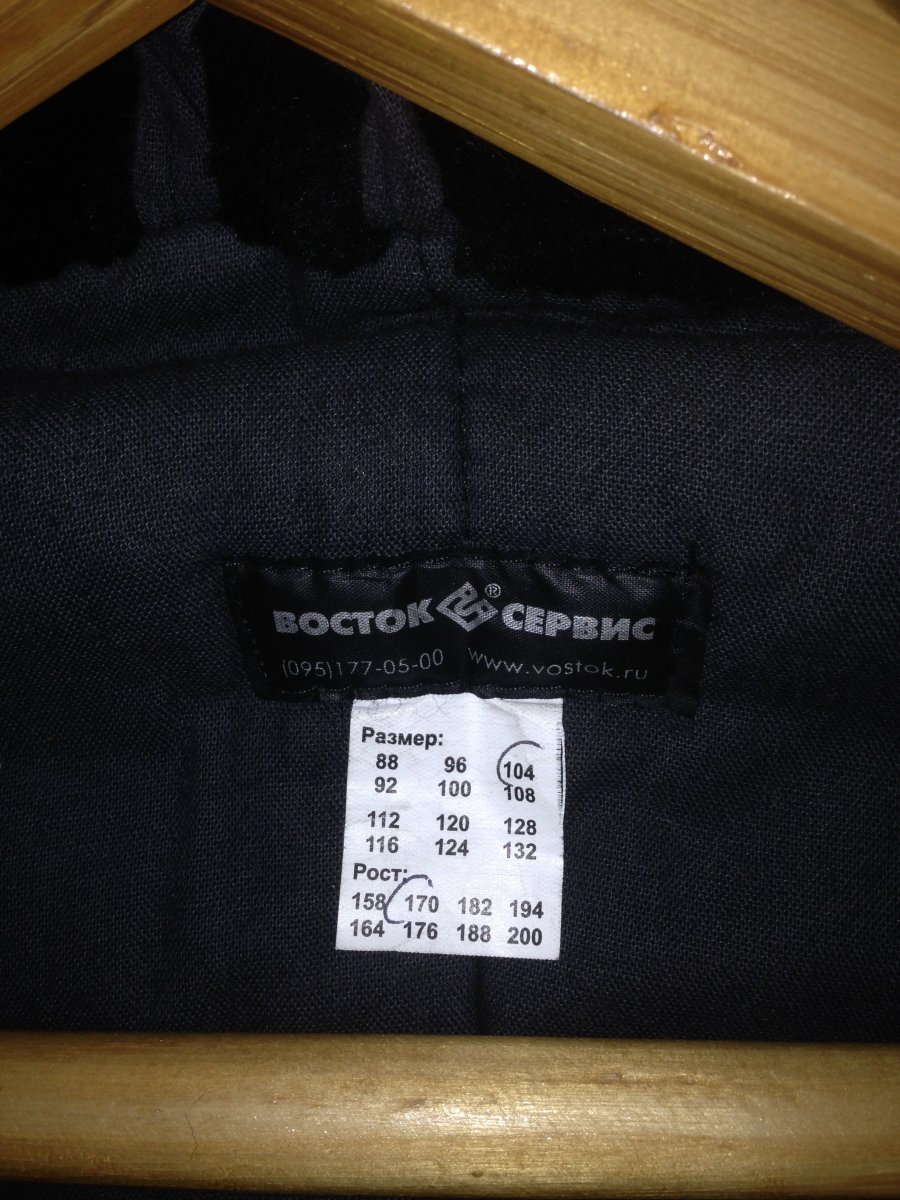 ВОСТОК ® СЕРВИС
(095)177-05-00 www.vostok.ru
Размер:
88 96 104
92 100 108
112 120 128
116 124 132
Рост:
158 170 182 194
164 176 188 200